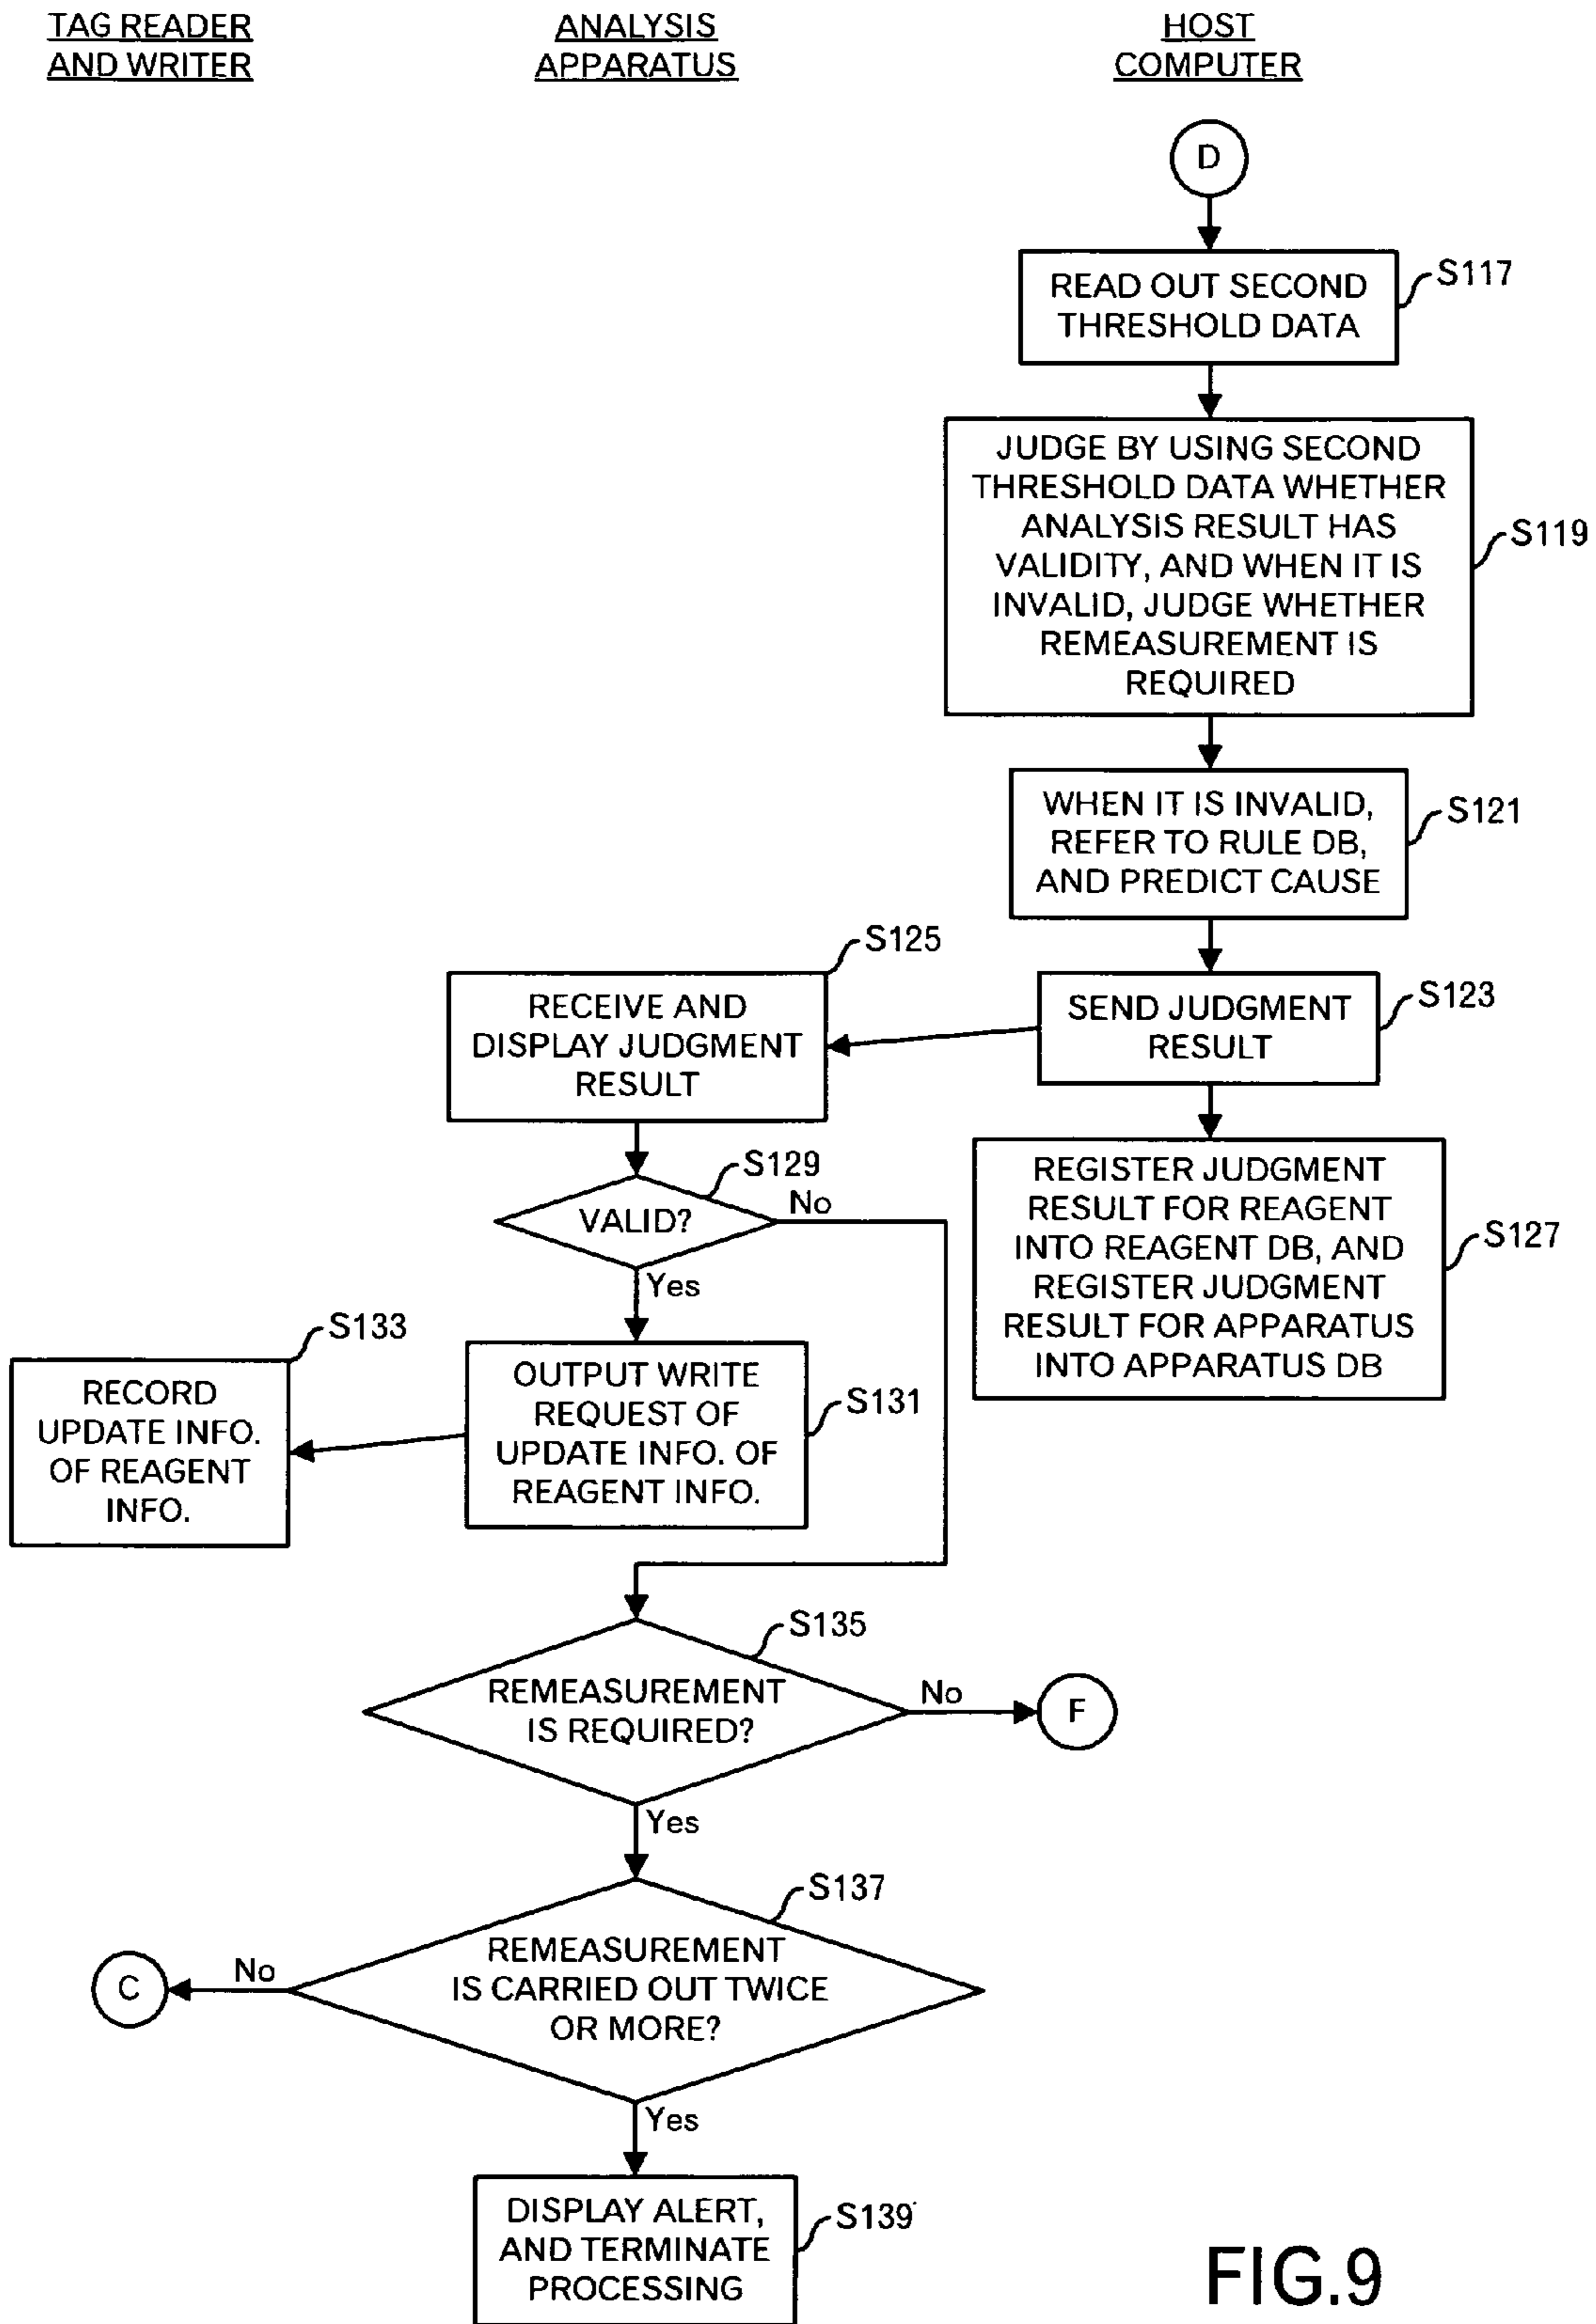 TAG READER
AND WRITER
ANALYSIS
APPARATUS
HOST
COMPUTER
D
READ OUT SECOND
THRESHOLD DATA
S117
JUDGE BY USING SECOND
THRESHOLD DATA WHETHER
ANALYSIS RESULT HAS
VALIDITY, AND WHEN IT IS
INVALID, JUDGE WHETHER
REMEASUREMENT IS
REQUIRED
S119
WHEN IT IS INVALID,
REFER TO RULE DB,
AND PREDICT CAUSE
S121
SEND JUDGMENT
RESULT
S123
S125
RECEIVE AND
DISPLAY JUDGMENT
RESULT
REGISTER JUDGMENT
RESULT FOR REAGENT
INTO REAGENT DB, AND
REGISTER JUDGMENT
RESULT FOR APPARATUS
INTO APPARATUS DB
S127
S129
VALID?
No
Yes
OUTPUT WRITE
REQUEST OF
UPDATE INFO. OF
REAGENT INFO.
S131
S133
RECORD
UPDATE INFO.
OF REAGENT
INFO.
S135
REMEASUREMENT
IS REQUIRED?
No
F
Yes
S137
REMEASUREMENT
IS CARRIED OUT TWICE
OR MORE?
No
C
Yes
DISPLAY ALERT,
AND TERMINATE
PROCESSING
S139
FIG.9